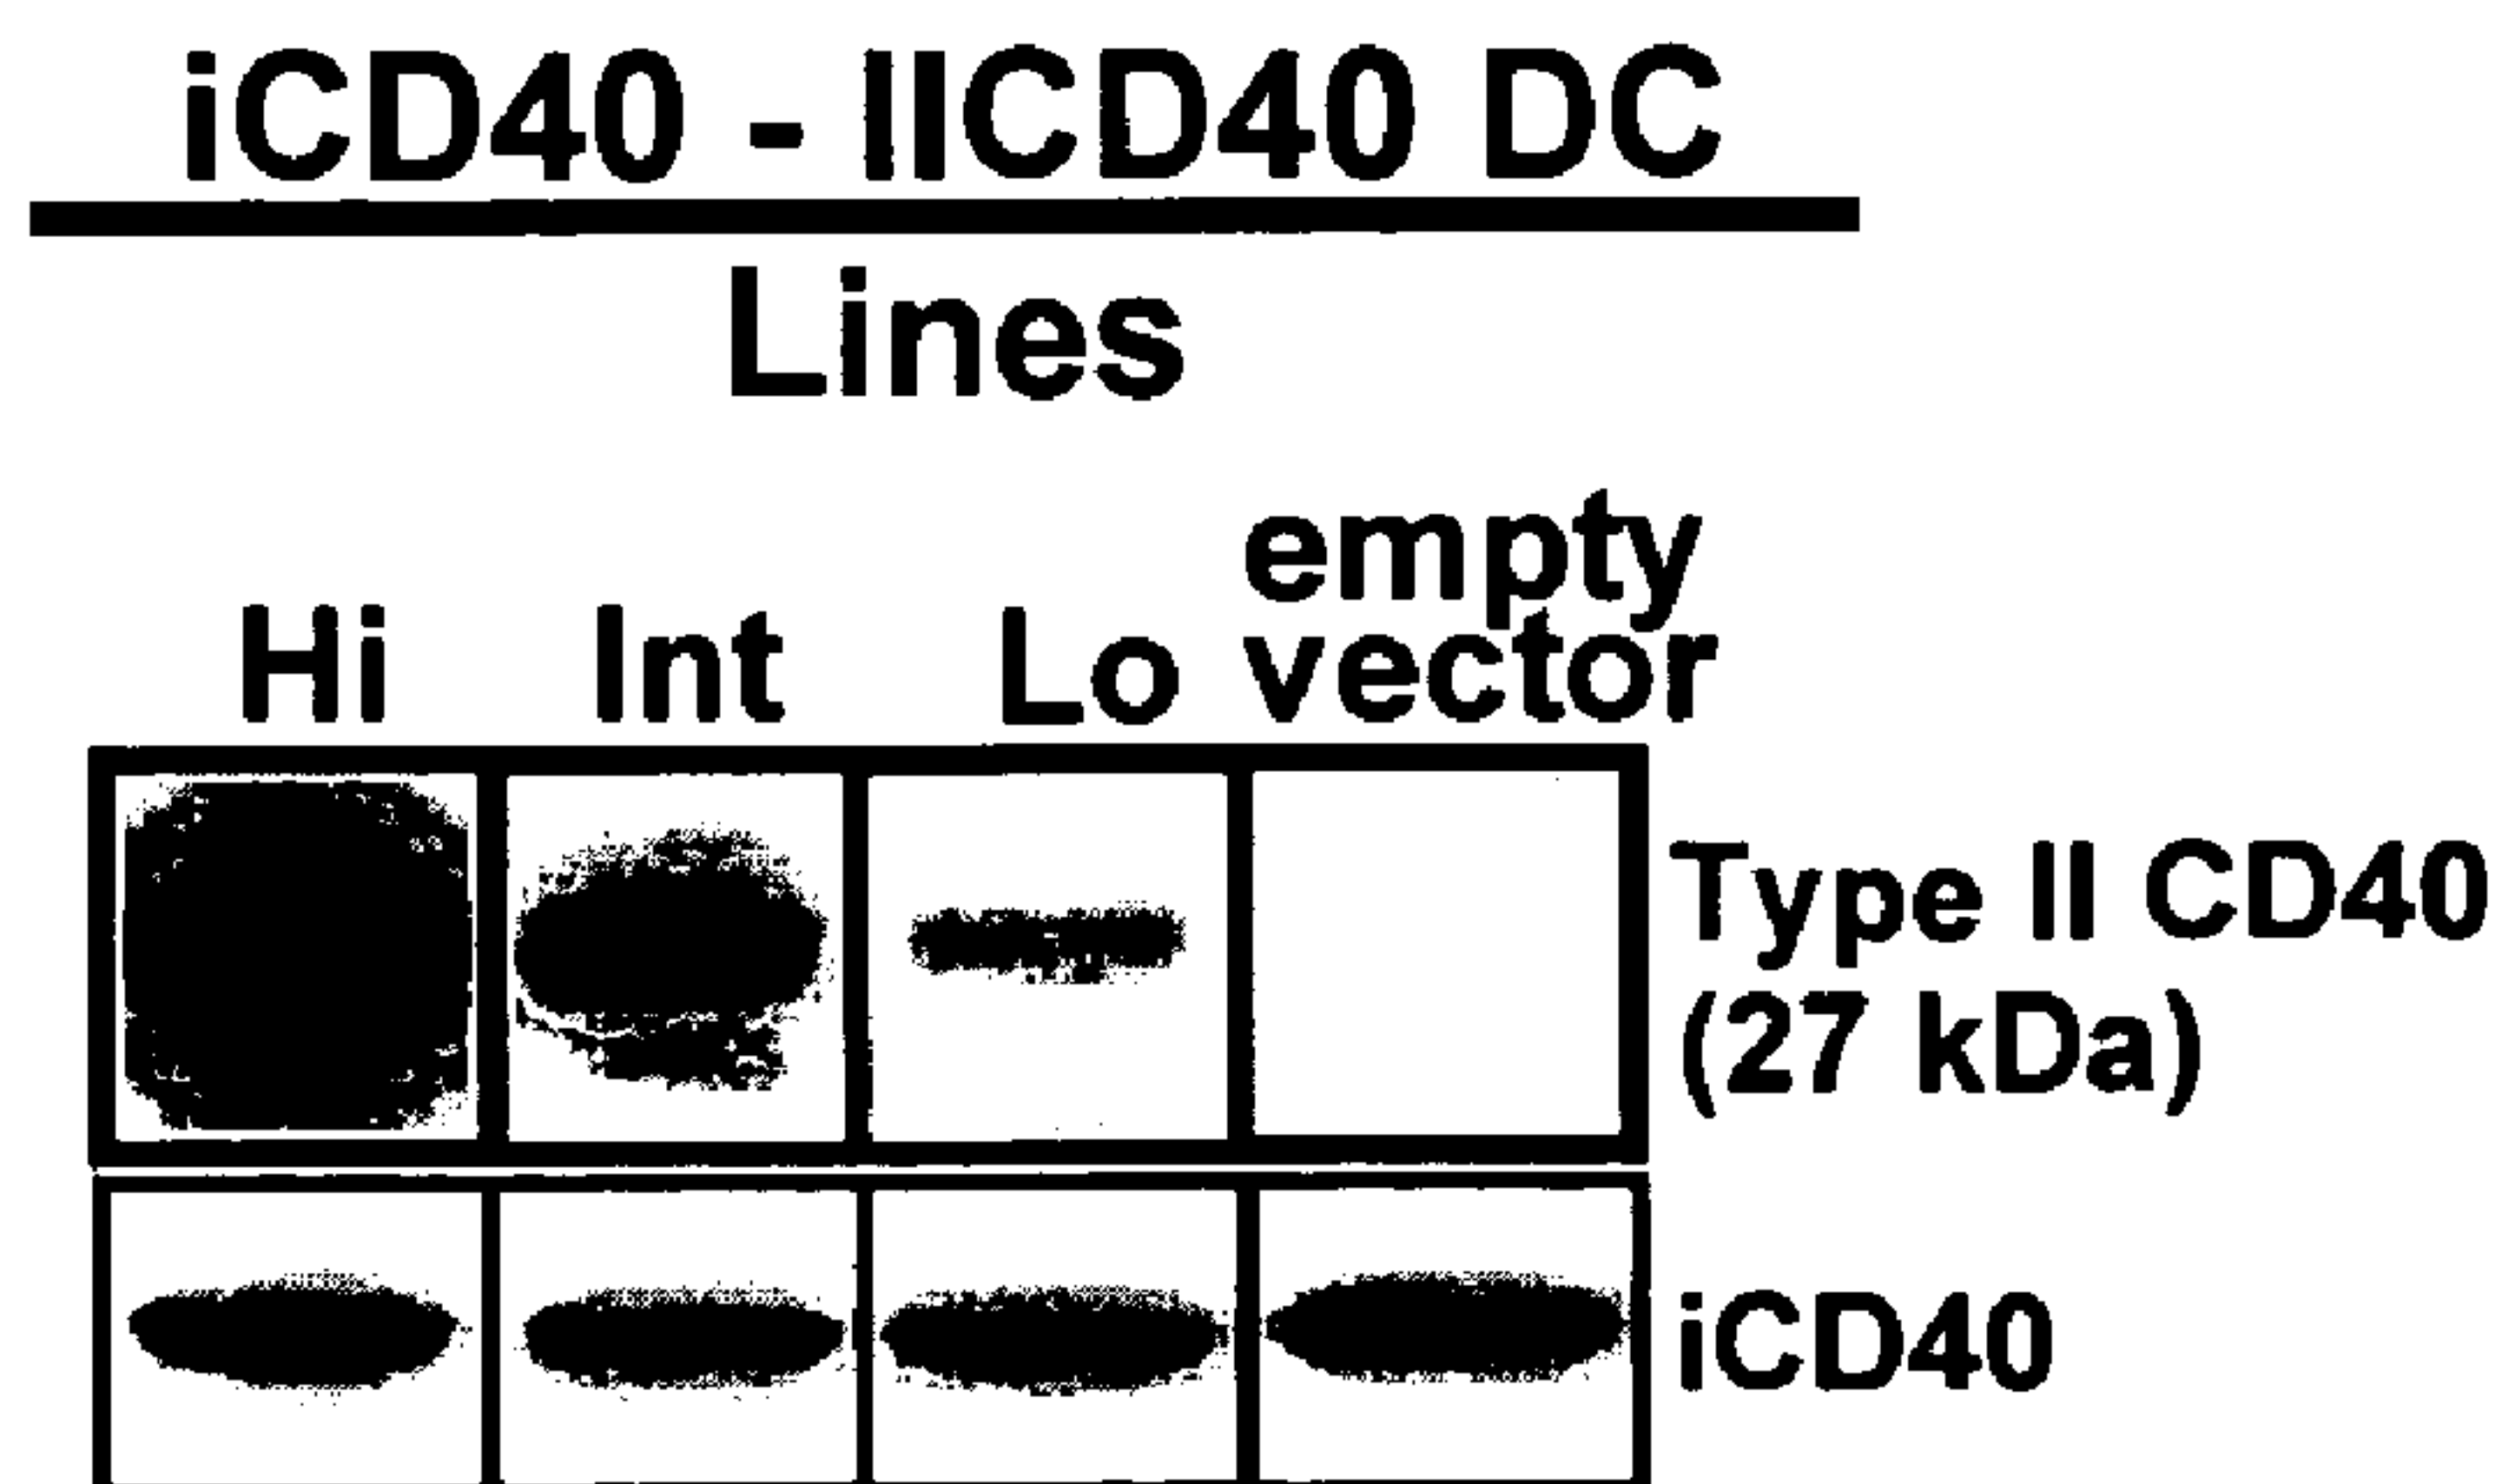 iCD40 - IICD40 DC
Lines
empty
Hi Int Lo vector
Type II CD40
(27 kDa)
iCD40